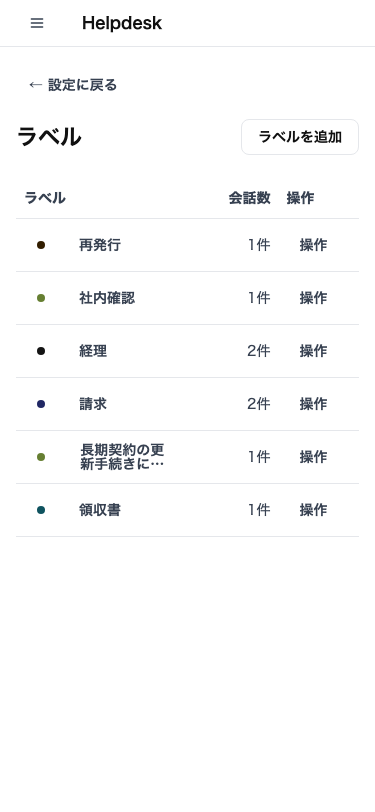 Helpdesk
← 設定に戻る
ラベル
ラベルを追加
ラベル 会話数 操作
再発行 1件 操作
社内確認 1件 操作
経理 2件 操作
請求 2件 操作
長期契約の更
新手続きに… 1件 操作
領収書 1件 操作